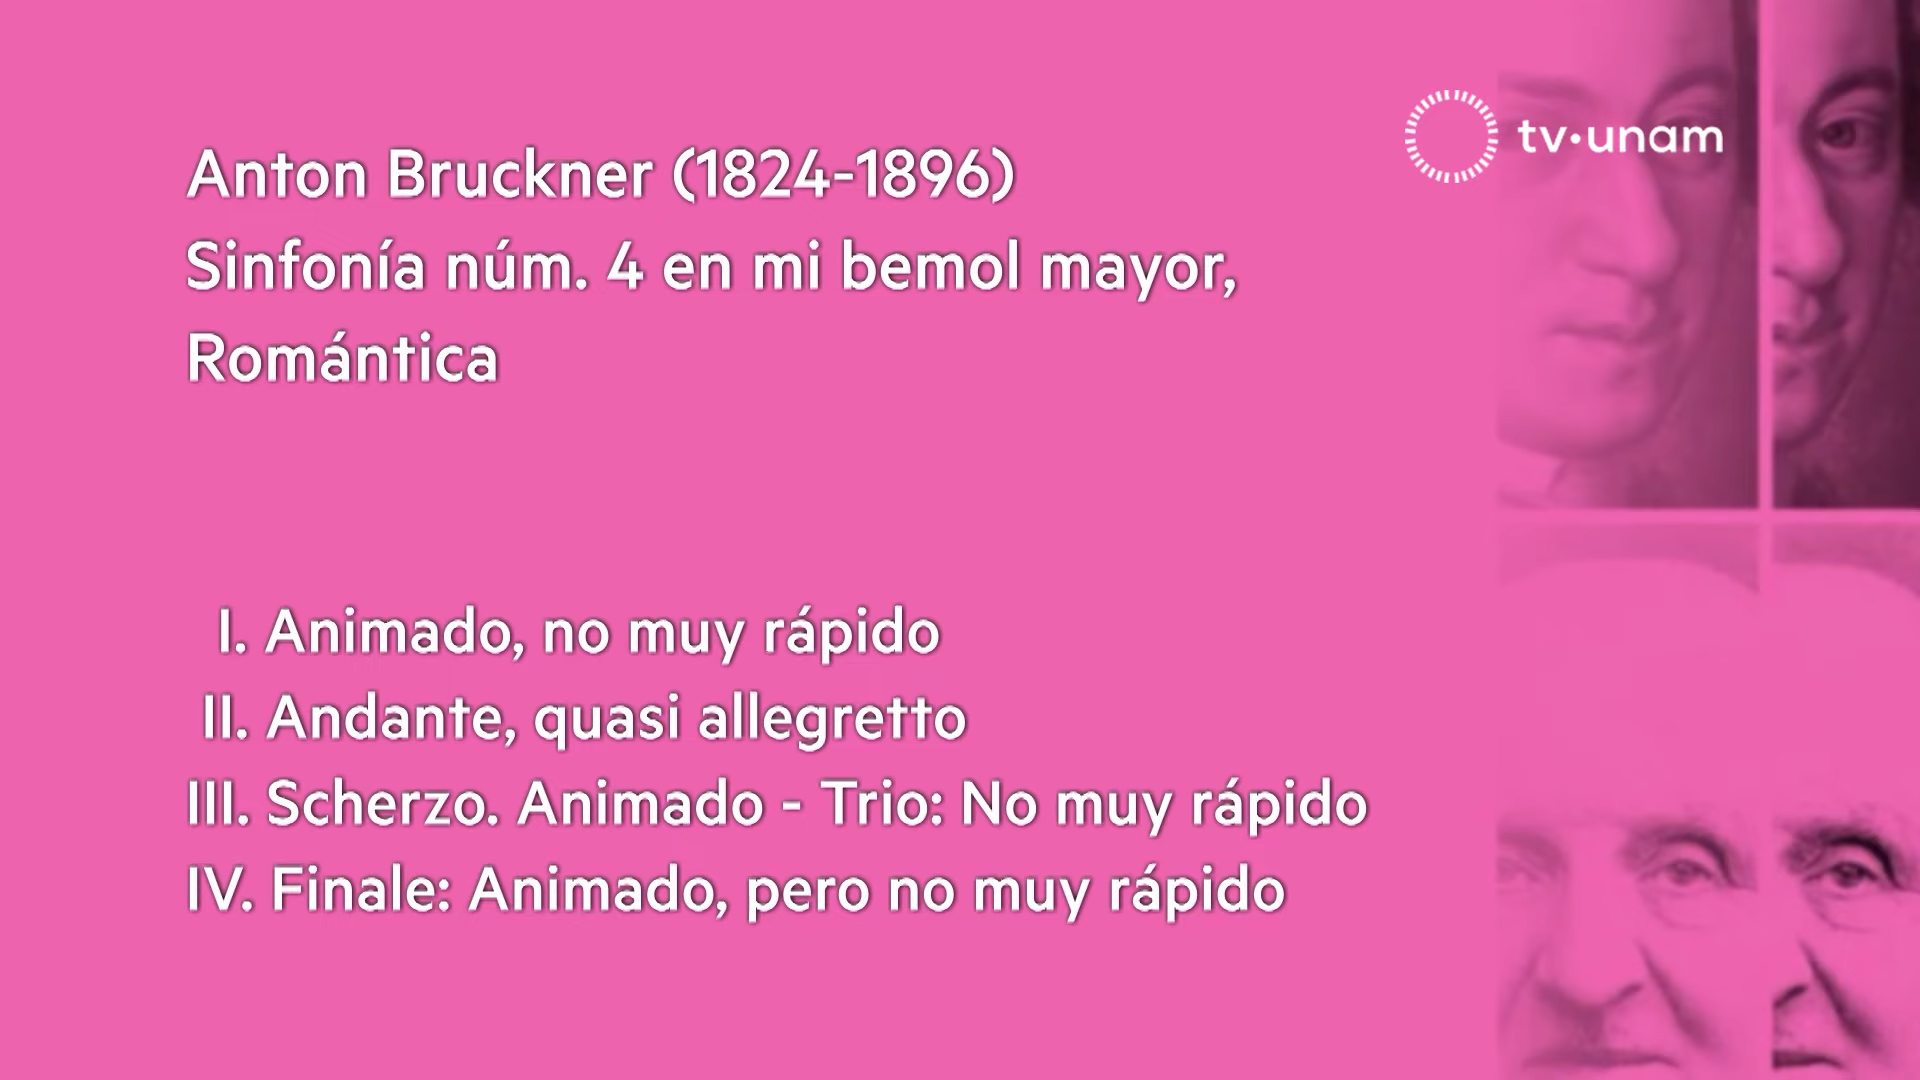 tv·unam
Anton Bruckner (1824-1896)
Sinfonía núm. 4 en mi bemol mayor,
Romántica
I. Animado, no muy rápido
II. Andante, quasi allegretto
III. Scherzo. Animado - Trio: No muy rápido
IV. Finale: Animado, pero no muy rápido